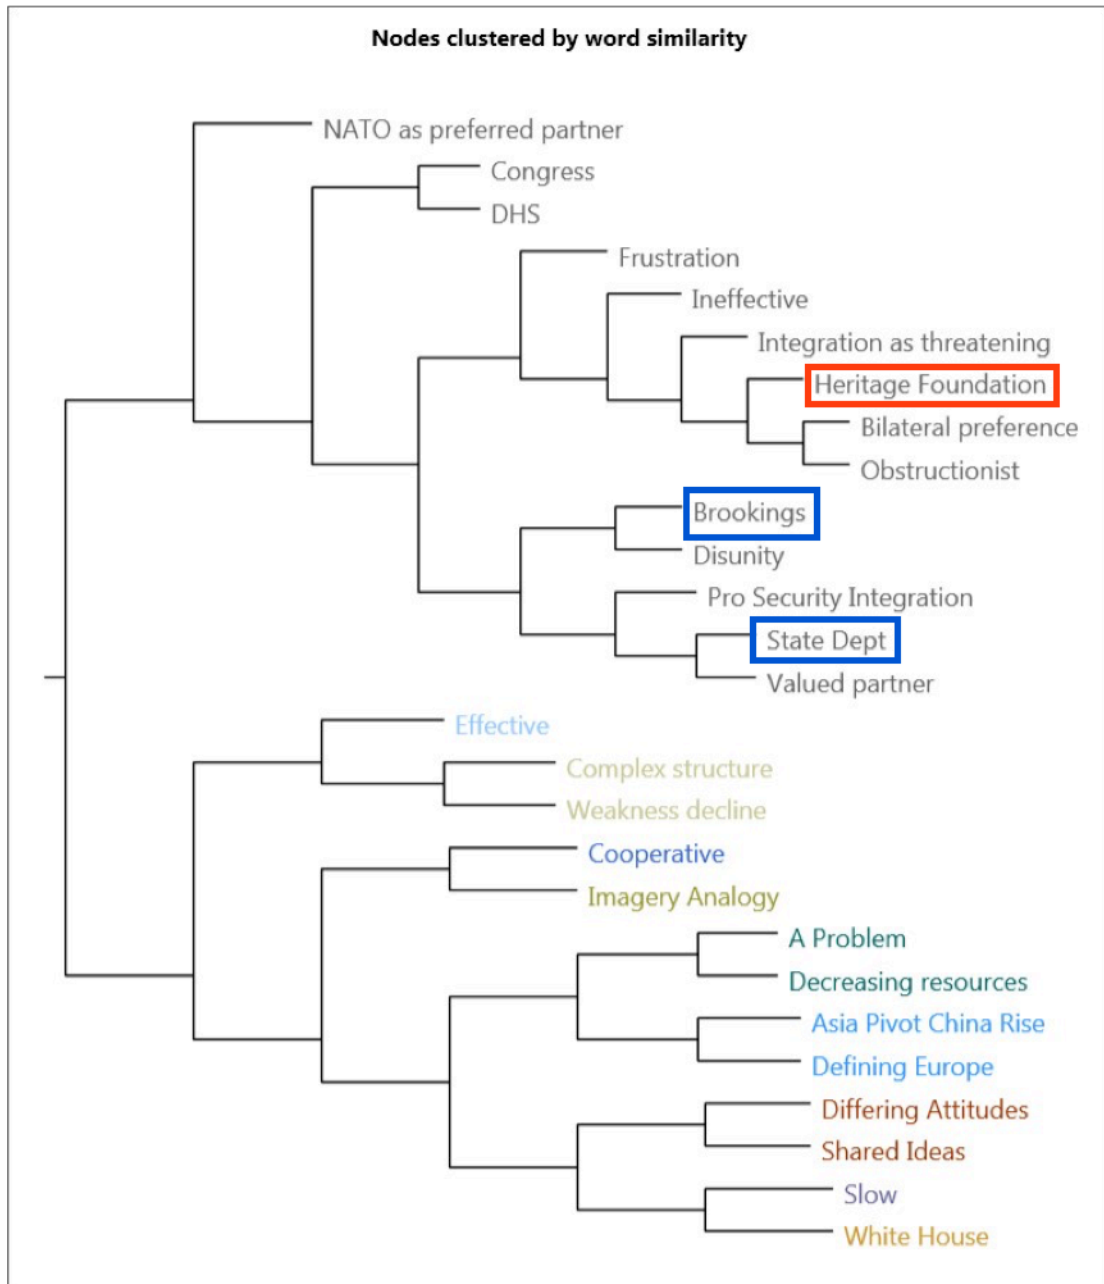 Nodes clustered by word similarity
NATO as preferred partner
Congress
DHS
Frustration
Ineffective
Integration as threatening
Heritage Foundation
Bilateral preference
Obstructionist
Brookings
Disunity
Pro Security Integration
State Dept
Valued partner
Effective
Complex structure
Weakness decline
Cooperative
Imagery Analogy
A Problem
Decreasing resources
Asia Pivot China Rise
Defining Europe
Differing Attitudes
Shared Ideas
Slow
White House